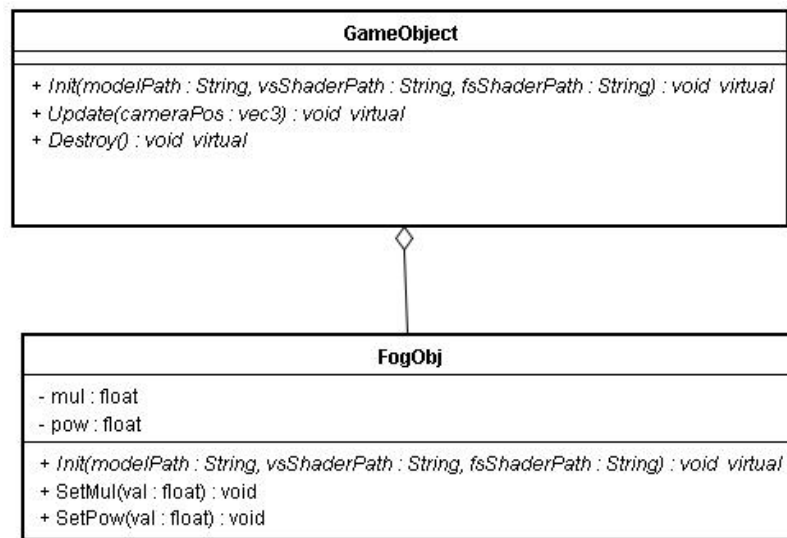 GameObject
+ Init(modelPath : String, vsShaderPath : String, fsShaderPath : String) : void virtual
+ Update(cameraPos : vec3) : void virtual
+ Destroy() : void virtual
FogObj
- mul : float
- pow : float
+ Init(modelPath : String, vsShaderPath : String, fsShaderPath : String) : void virtual
+ SetMul(val : float) : void
+ SetPow(val : float) : void